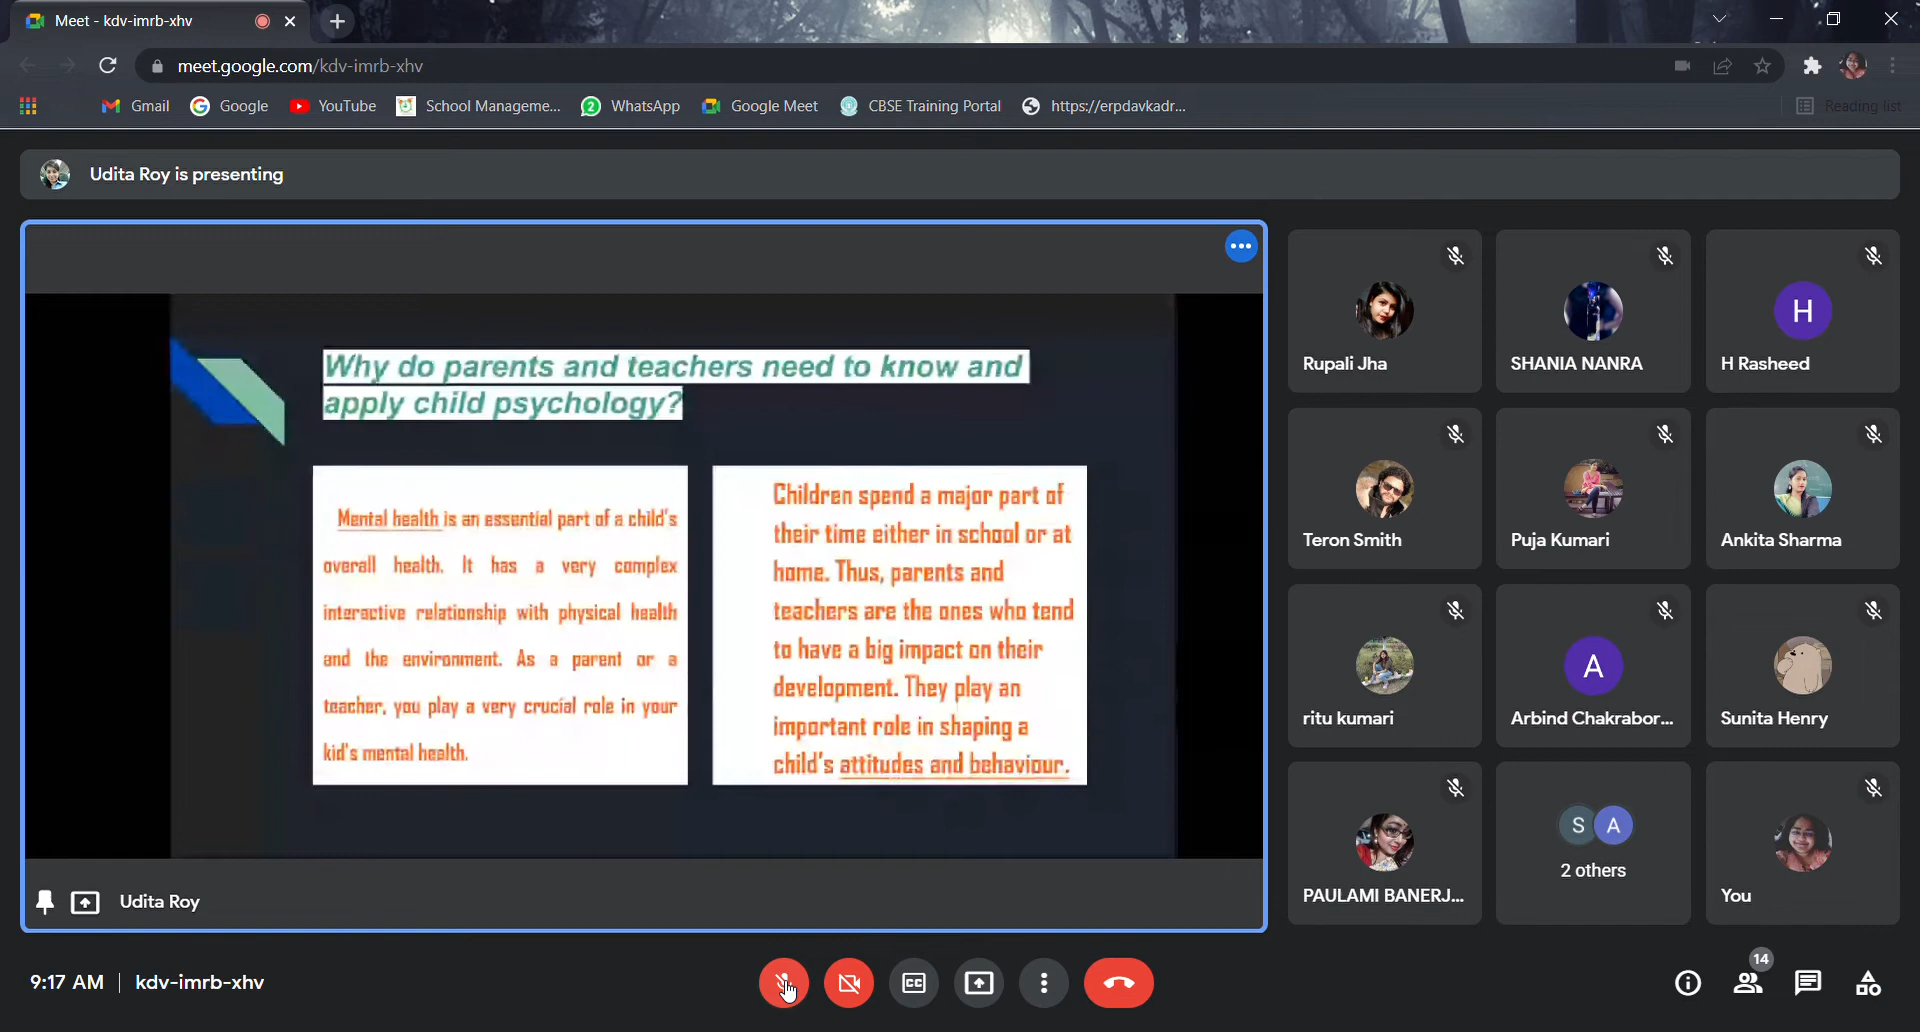 Meet - kdv-imrb-xhv
meet.google.com/kdv-imrb-xhv
Gmail
Google
YouTube
School Manageme...
2
WhatsApp
Google Meet
CBSE Training Portal
https://erpdavkadr...
Reading list
Udita Roy is presenting
Why do parents and teachers need to know and
apply child psychology?
Mental health is an essential part of a child's
overall health. It has a very complex
interactive relationship with physical health
and the environment. As a parent or a
teacher, you play a very crucial role in your
kid's mental health.
Children spend a major part of
their time either in school or at
home. Thus, parents and
teachers are the ones who tend
to have a big impact on their
development. They play an
important role in shaping a
child's attitudes and behaviour.
Udita Roy
Rupali Jha
SHANIA NANRA
H
H Rasheed
Teron Smith
Puja Kumari
Ankita Sharma
ritu kumari
A
Arbind Chakrabor...
Sunita Henry
PAULAMI BANERJ...
S A
2 others
You
9:17 AM | kdv-imrb-xhv
CC
14